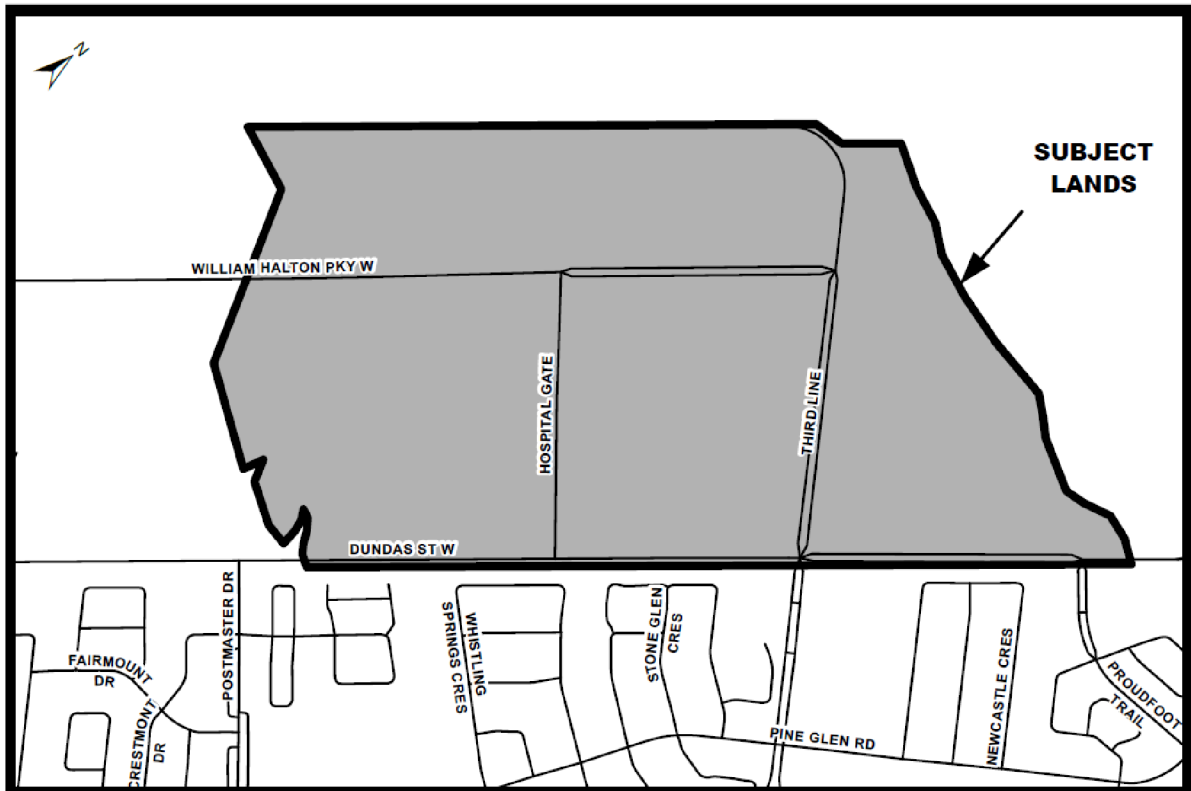 N
SUBJECT
LANDS
WILLIAM HALTON PKY W
HOSPITAL GATE
THIRD LINE
DUNDAS ST W
POSTMASTER DR
FAIRMOUNT
DR
CRESTMONT
DR
WHISTLING
SPRINGS CRES
STONE GLEN
CRES
PINE GLEN RD
NEWCASTLE CRES
PROUDFOOT
TRAIL